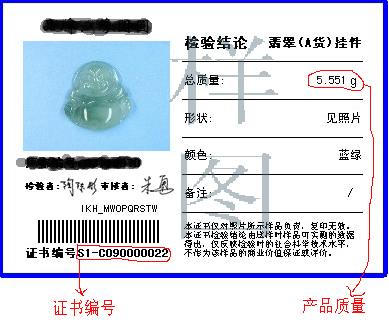 检验结论 翡翠(A货)挂件
总质量: 5.551 g
形状: 见照片
颜色: 蓝绿
备注: /
样图
检验者: 审核者:
IKH_MWOPQRSTW
证书编号S1-C090000022
本证书仅对照片所示样品负责，复印无效。
本证书检验结论由送样时样品可实测的数据
得出，仅反映检验时的社会科学技术水平，
不作为该样品的商业价值保证或评价。
证书编号
产品质量